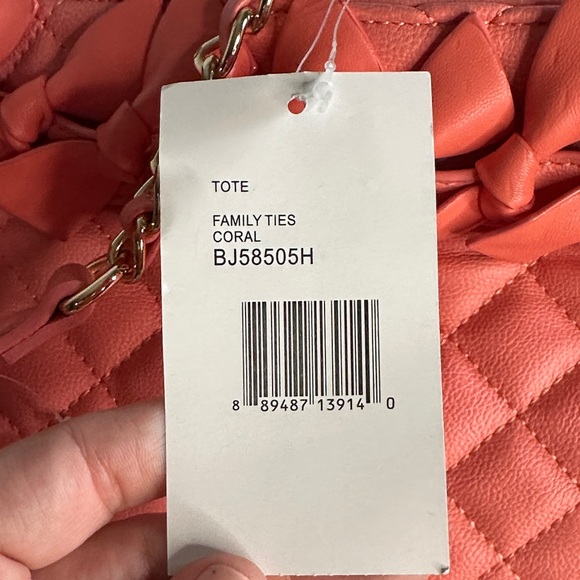 TOTE
FAMILY TIES
CORAL
BJ58505H
8 89487 13914 0